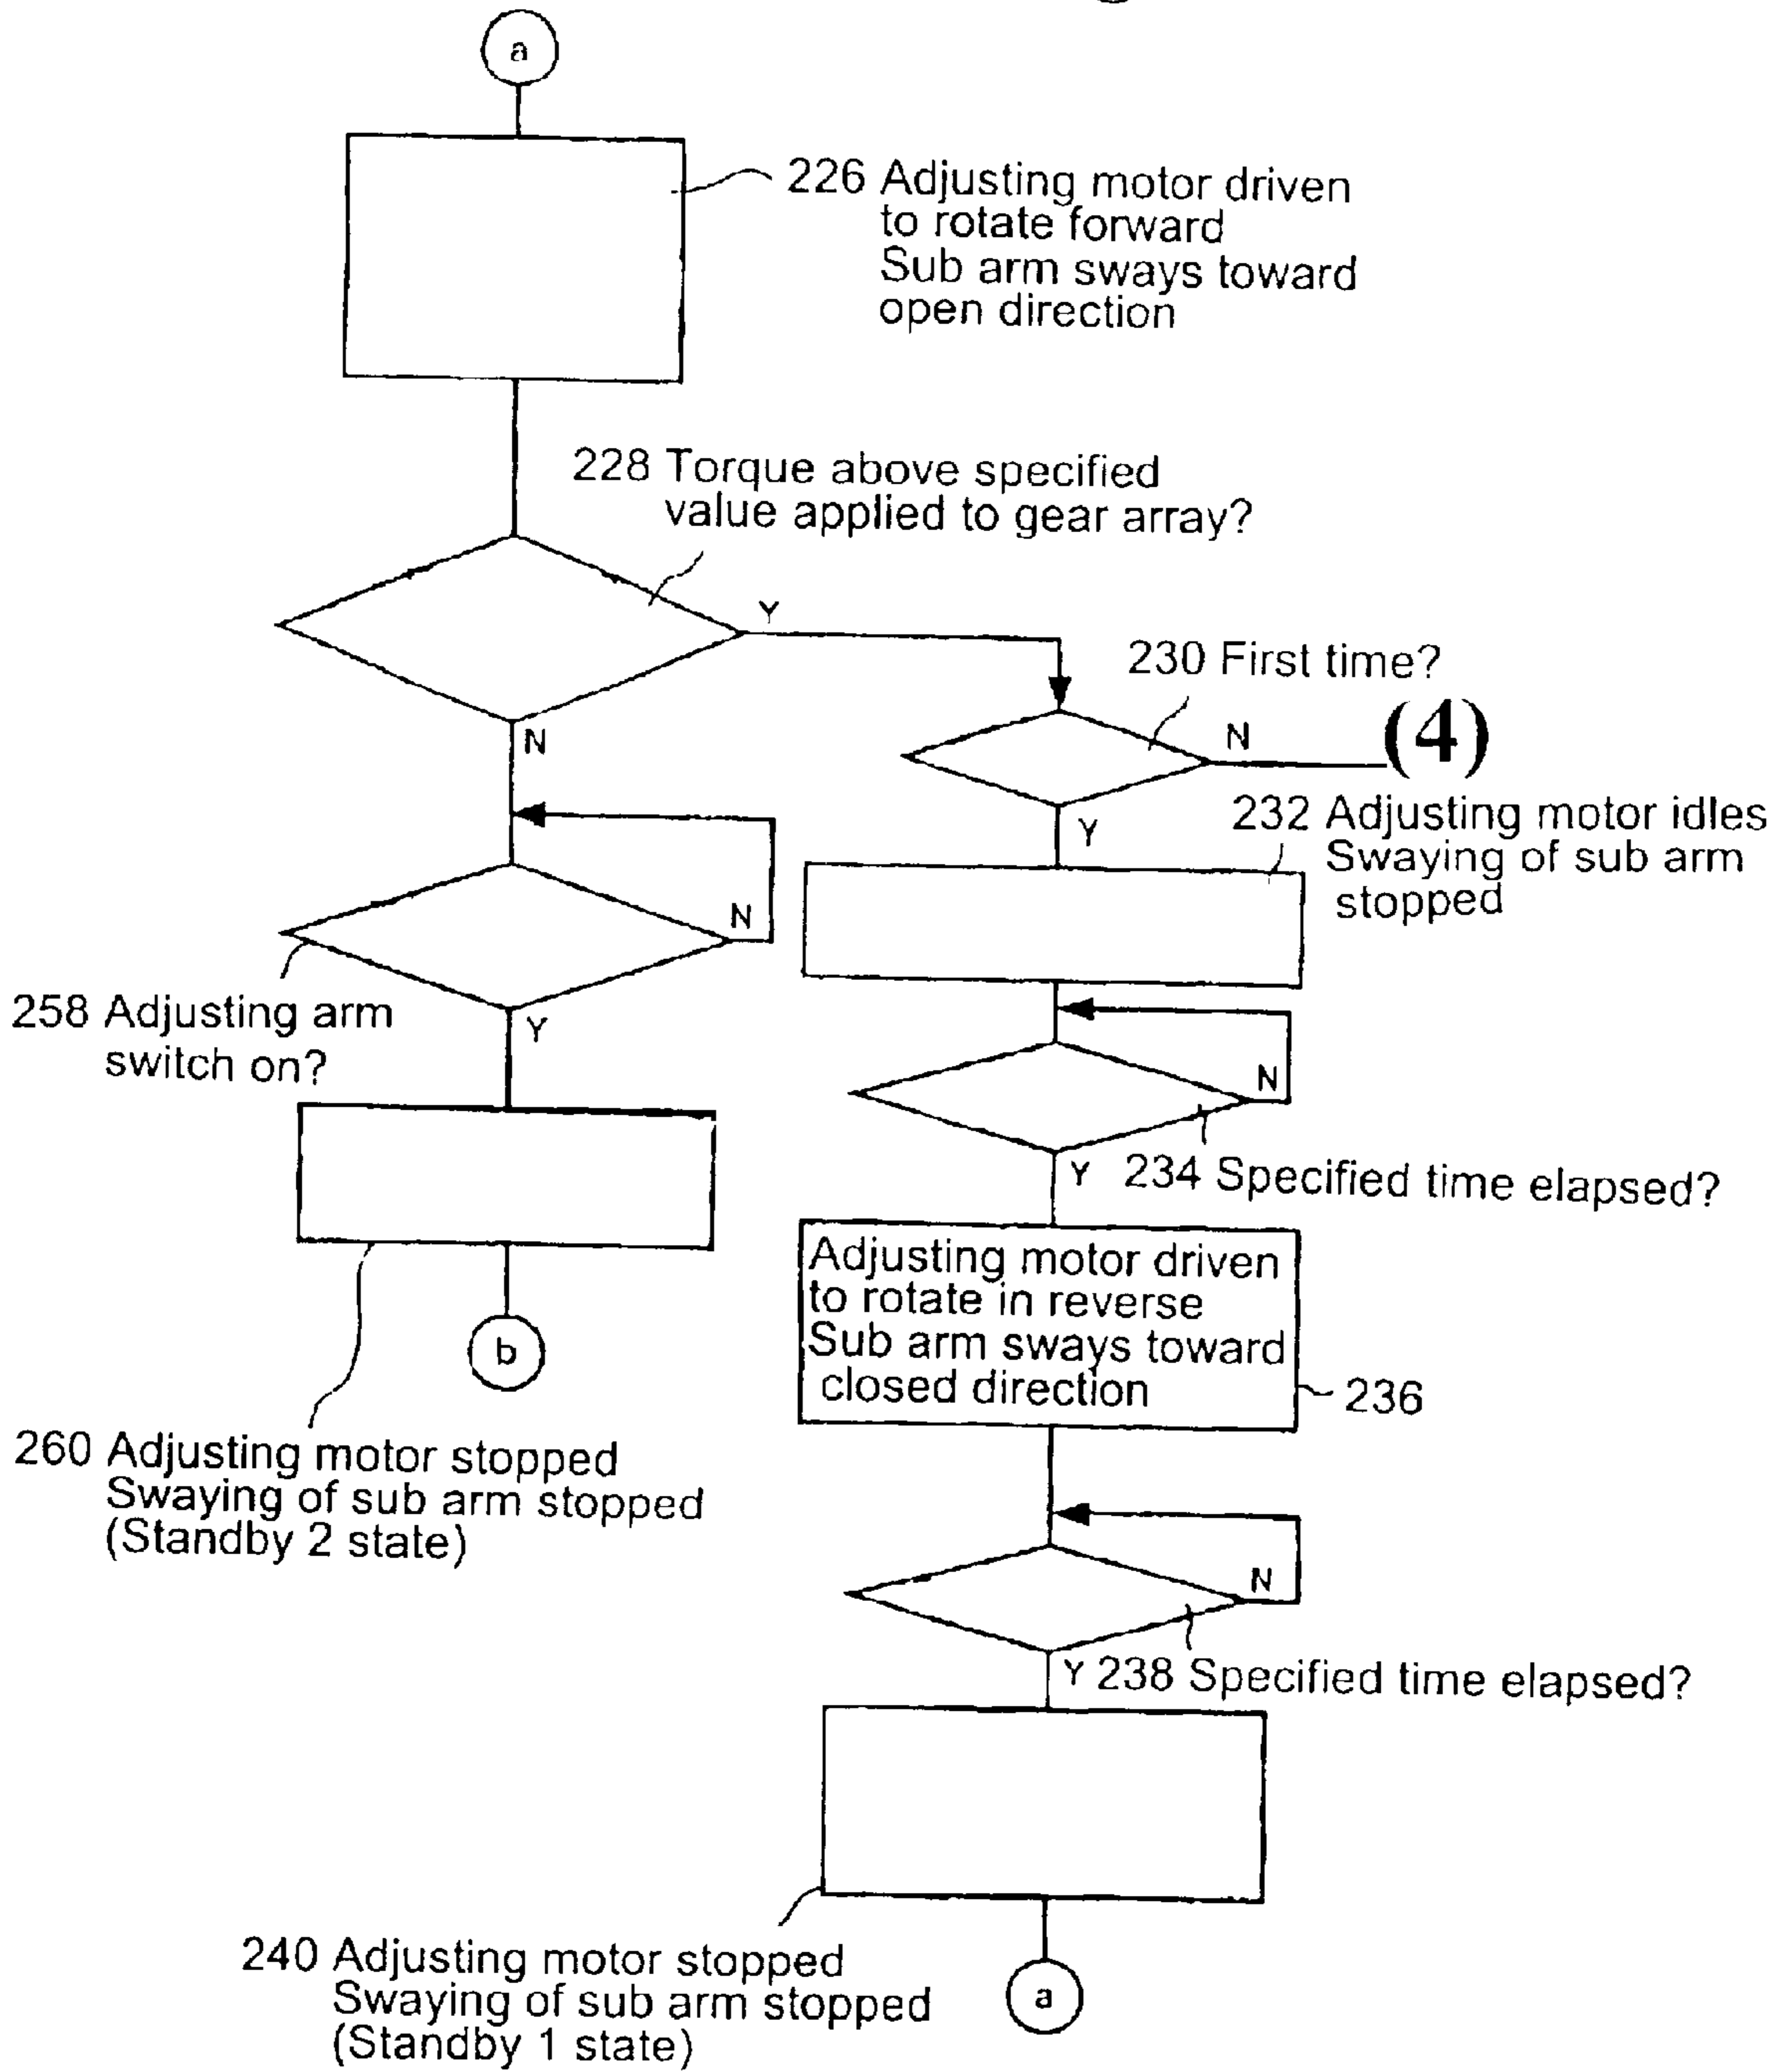 a
226 Adjusting motor driven
to rotate forward
Sub arm sways toward
open direction
228 Torque above specified
value applied to gear array?
Y
N
230 First time?
N
(4)
Y
232 Adjusting motor idles
Swaying of sub arm
stopped
N
258 Adjusting arm
switch on?
Y
N
Y
234 Specified time elapsed?
Adjusting motor driven
to rotate in reverse
Sub arm sways toward
closed direction
236
b
260 Adjusting motor stopped
Swaying of sub arm stopped
(Standby 2 state)
N
Y
238 Specified time elapsed?
240 Adjusting motor stopped
Swaying of sub arm stopped
(Standby 1 state)
a